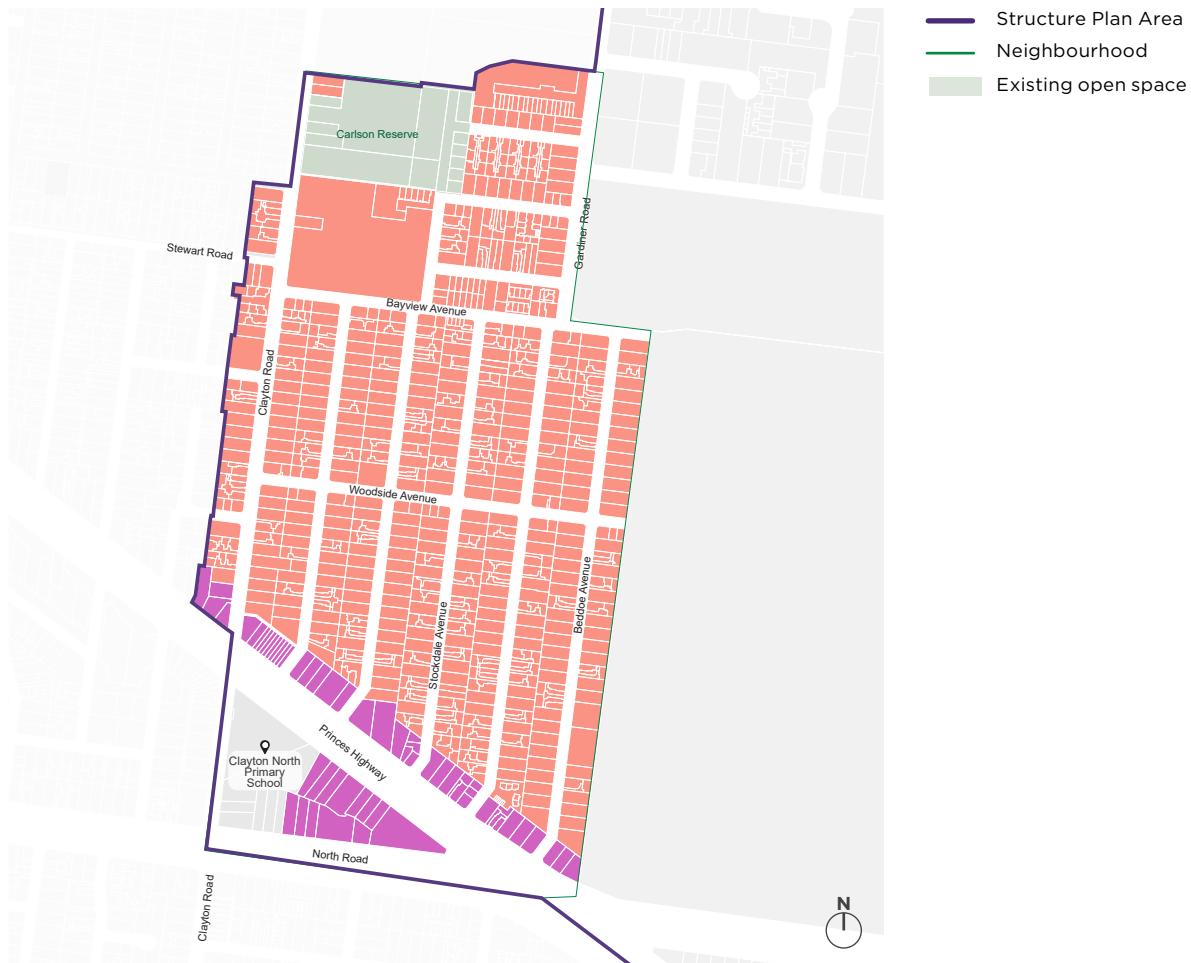 Structure Plan Area
Neighbourhood
Existing open space
Carlson Reserve
Gardiner Road
Stewart Road
Bayview Avenue
Clayton Road
Woodside Avenue
Beddoe Avenue
Stockdale Avenue
Princes Highway
Clayton North
Primary
School
North Road
Clayton Road
N